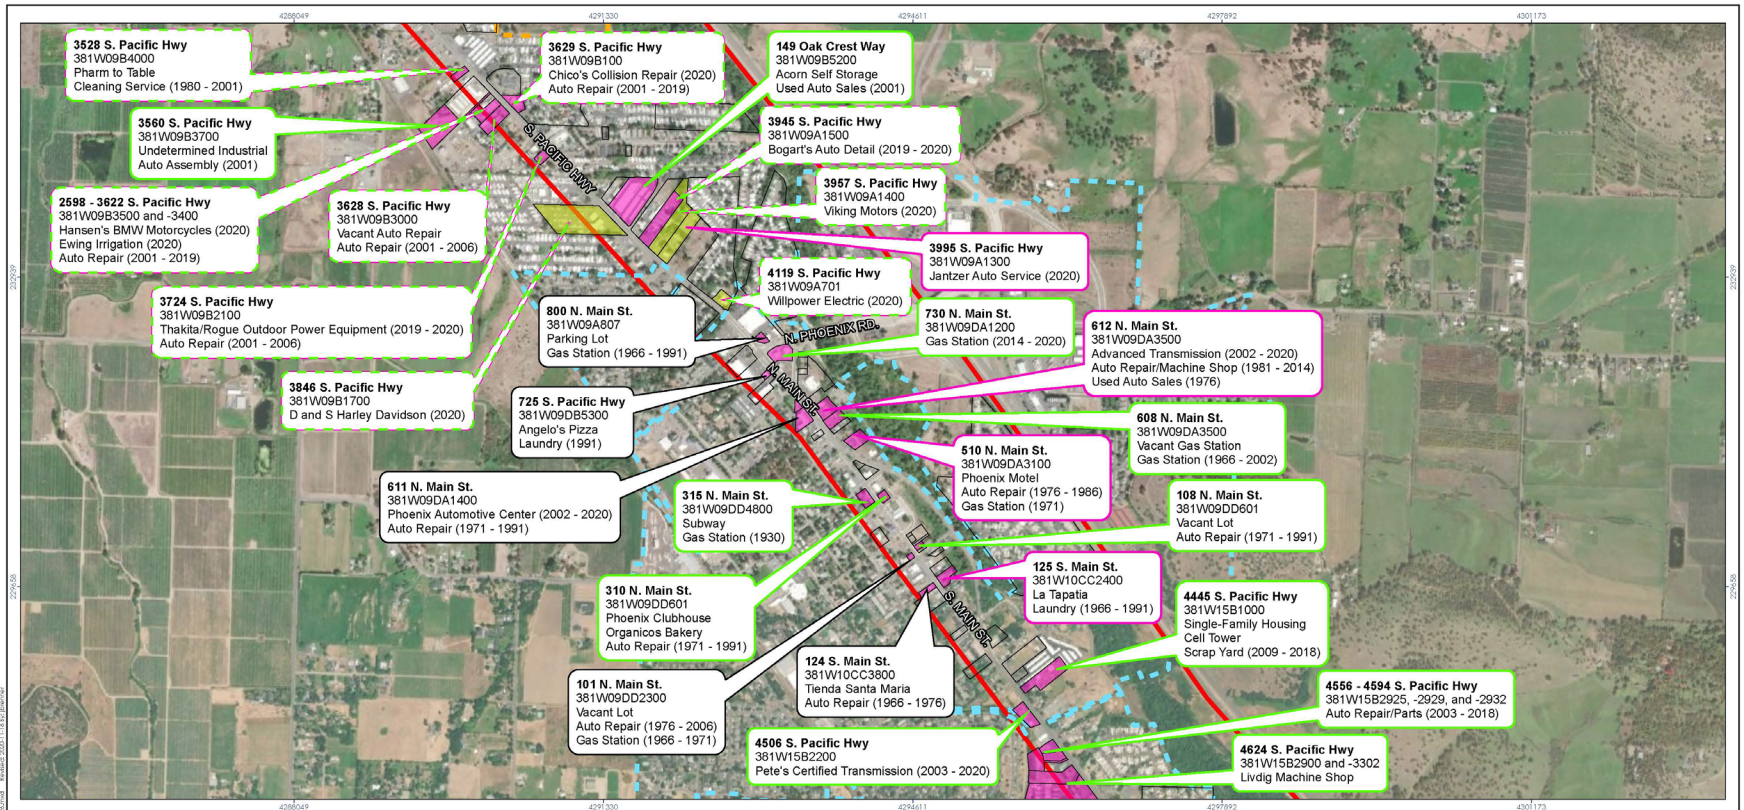 4288049
4291330
4294611
4297892
4301173
3528 S. Pacific Hwy
381W09B4000
Pharm to Table
Cleaning Service (1980 - 2001)
3629 S. Pacific Hwy
381W09B100
Chico's Collision Repair (2020)
Auto Repair (2001 - 2019)
149 Oak Crest Way
381W09B5200
Acorn Self Storage
Used Auto Sales (2001)
3560 S. Pacific Hwy
381W09B3700
Undetermined Industrial
Auto Assembly (2001)
3945 S. Pacific Hwy
381W09A1500
Bogart's Auto Detail (2019 - 2020)
S. PACIFIC HWY
3957 S. Pacific Hwy
381W09A1400
Viking Motors (2020)
2598 - 3622 S. Pacific Hwy
381W09B3500 and -3400
Hansen's BMW Motorcycles (2020)
Ewing Irrigation (2020)
Auto Repair (2001 - 2019)
3628 S. Pacific Hwy
381W09B3000
Vacant Auto Repair
Auto Repair (2001 - 2006)
3995 S. Pacific Hwy
381W09A1300
Jantzer Auto Service (2020)
232939
232939
4119 S. Pacific Hwy
381W09A701
Willpower Electric (2020)
3724 S. Pacific Hwy
381W09B2100
Thakita/Rogue Outdoor Power Equipment (2019 - 2020)
Auto Repair (2001 - 2006)
800 N. Main St.
381W09A807
Parking Lot
Gas Station (1966 - 1991)
N. PHOENIX RD.
730 N. Main St.
381W09DA1200
Gas Station (2014 - 2020)
612 N. Main St.
381W09DA3500
Advanced Transmission (2002 - 2020)
Auto Repair/Machine Shop (1981 - 2014)
Used Auto Sales (1976)
3846 S. Pacific Hwy
381W09B1700
D and S Harley Davidson (2020)
N. MAIN ST.
725 S. Pacific Hwy
381W09DB5300
Angelo's Pizza
Laundry (1991)
608 N. Main St.
381W09DA3500
Vacant Gas Station
Gas Station (1966 - 2002)
510 N. Main St.
381W09DA3100
Phoenix Motel
Auto Repair (1976 - 1986)
Gas Station (1971)
611 N. Main St.
381W09DA1400
Phoenix Automotive Center (2002 - 2020)
Auto Repair (1971 - 1991)
315 N. Main St.
381W09DD4800
Subway
Gas Station (1930)
108 N. Main St.
381W09DD601
Vacant Lot
Auto Repair (1971 - 1991)
125 S. Main St.
381W10CC2400
La Tapatia
Laundry (1966 - 1991)
229658
229658
310 N. Main St.
381W09DD601
Phoenix Clubhouse
Organicos Bakery
Auto Repair (1971 - 1991)
S. MAIN ST.
4445 S. Pacific Hwy
381W15B1000
Single-Family Housing
Cell Tower
Scrap Yard (2009 - 2018)
101 N. Main St.
381W09DD2300
Vacant Lot
Auto Repair (1976 - 2006)
Gas Station (1966 - 1971)
124 S. Main St.
381W10CC3800
Tienda Santa Maria
Auto Repair (1966 - 1976)
4556 - 4594 S. Pacific Hwy
381W15B2925, -2929, and -2932
Auto Repair/Parts (2003 - 2018)
4506 S. Pacific Hwy
381W15B2200
Pete's Certified Transmission (2003 - 2020)
4624 S. Pacific Hwy
381W15B2900 and -3302
Livdig Machine Shop